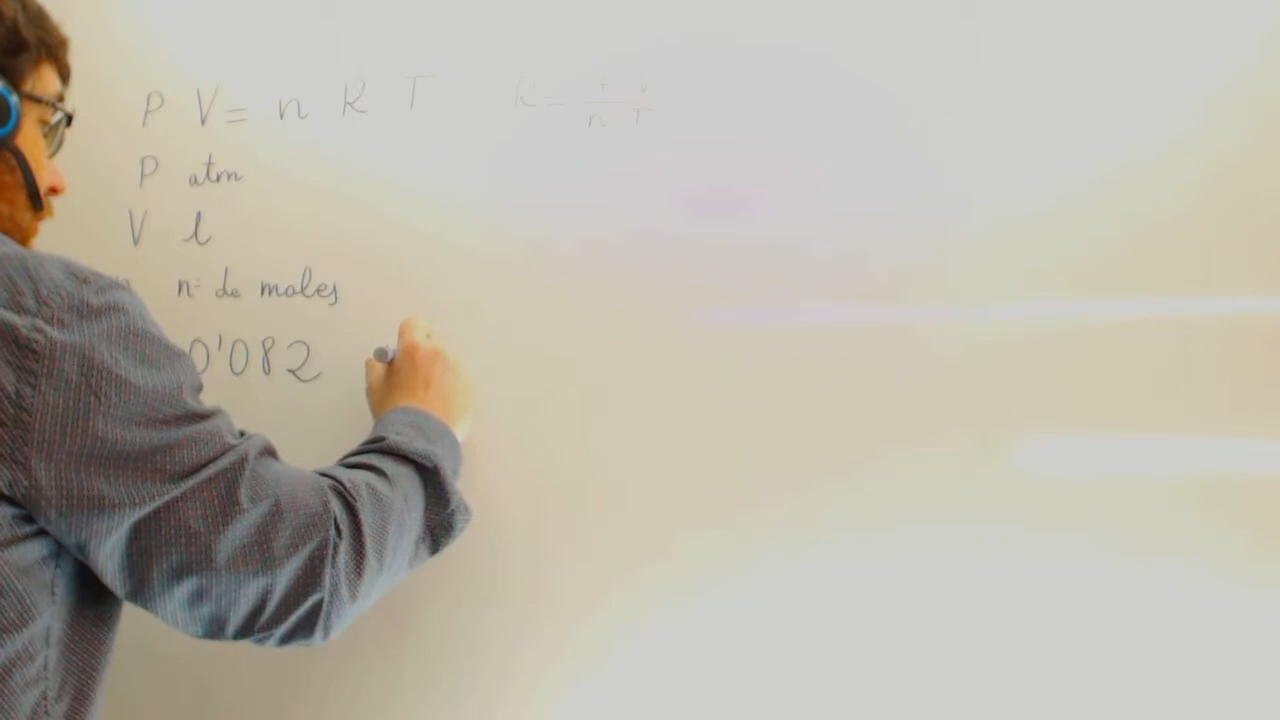 P V = n R T R = P V / n T
P atm
V l
n nº de moles
0'082